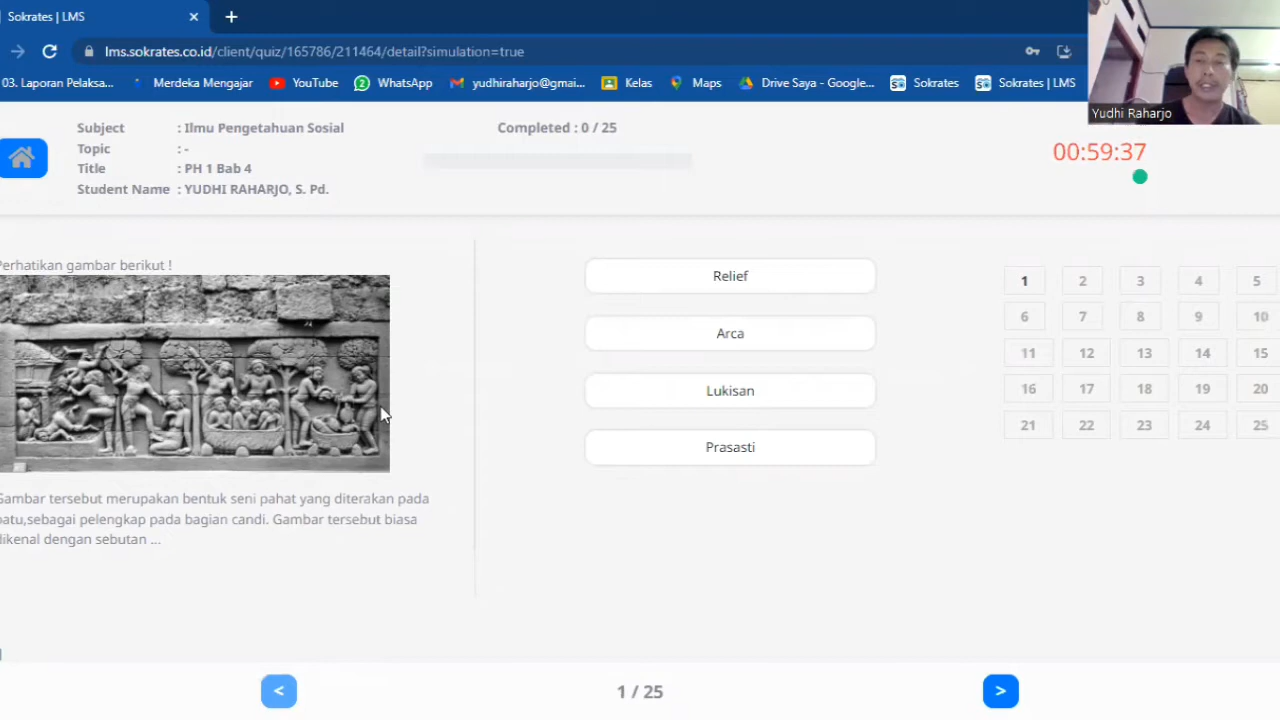 Sokrates | LMS
lms.sokrates.co.id/client/quiz/165786/211464/detail?simulation=true
03. Laporan Pelaksa... Merdeka Mengajar YouTube WhatsApp yudhiraharjo@gmai... Kelas Maps Drive Saya - Google... Sokrates Sokrates | LMS
Yudhi Raharjo
Subject : Ilmu Pengetahuan Sosial
Topic : -
Title : PH 1 Bab 4
Student Name : YUDHI RAHARJO, S. Pd.
Completed : 0 / 25
00:59:37
Perhatikan gambar berikut !
Gambar tersebut merupakan bentuk seni pahat yang diterakan pada
batu,sebagai pelengkap pada bagian candi. Gambar tersebut biasa
dikenal dengan sebutan ...
Relief
Arca
Lukisan
Prasasti
1 2 3 4 5
6 7 8 9 10
11 12 13 14 15
16 17 18 19 20
21 22 23 24 25
< 1 / 25 >